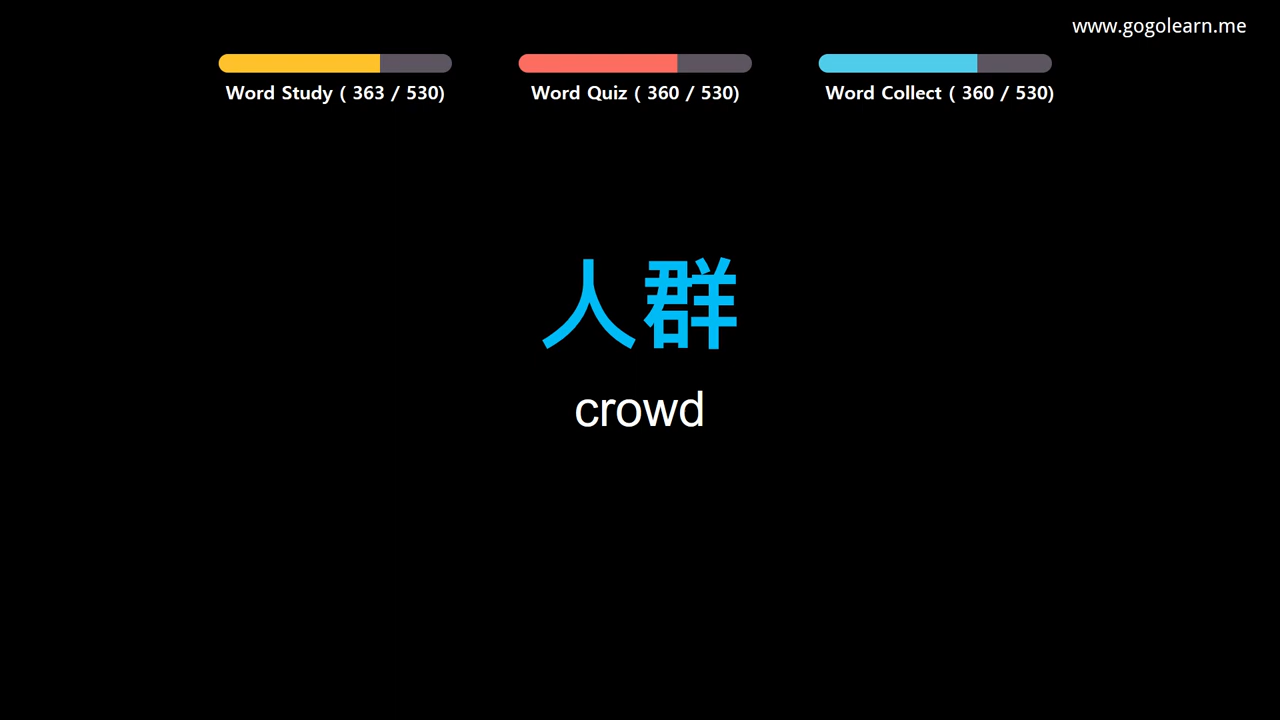 www.gogolearn.me
Word Study ( 363 / 530)
Word Quiz ( 360 / 530)
Word Collect ( 360 / 530)
人群
crowd